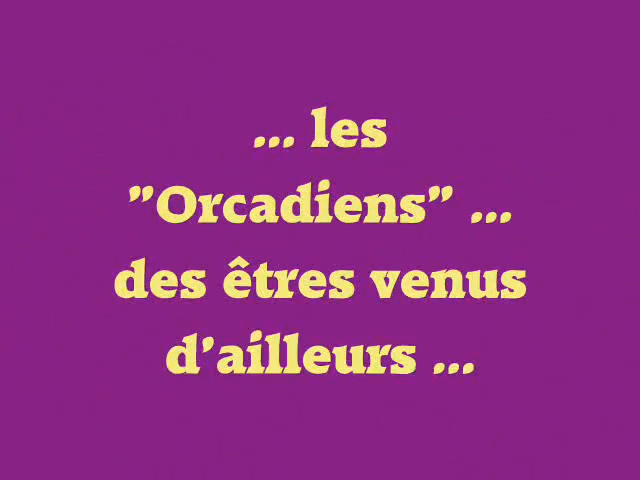 ... les
”Orcadiens” ...
des êtres venus
d’ailleurs ...